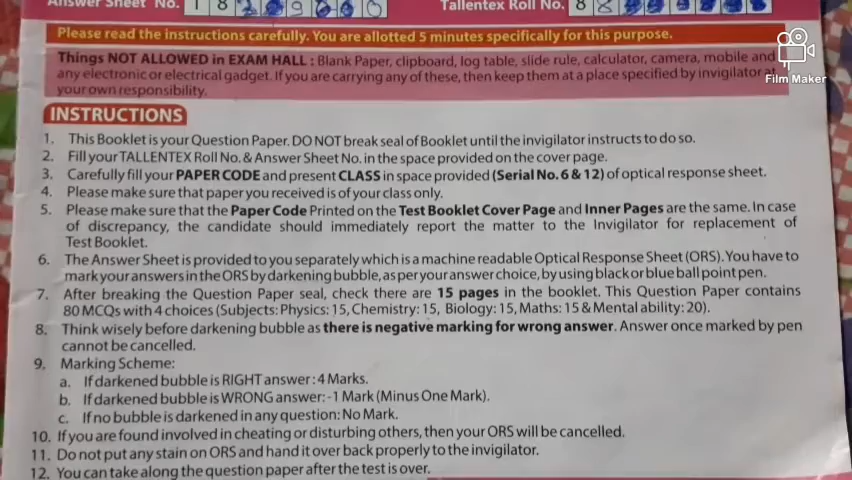 Answer Sheet No. 1 8
Tallentex Roll No. 8 8
Please read the instructions carefully. You are allotted 5 minutes specifically for this purpose.
Things NOT ALLOWED in EXAM HALL : Blank Paper, clipboard, log table, slide rule, calculator, camera, mobile and
any electronic or electrical gadget. If you are carrying any of these, then keep them at a place specified by invigilator at
your own responsibility.
Film Maker
INSTRUCTIONS
1. This Booklet is your Question Paper. DO NOT break seal of Booklet until the invigilator instructs to do so.
2. Fill your TALLENTEX Roll No. & Answer Sheet No. in the space provided on the cover page.
3. Carefully fill your PAPER CODE and present CLASS in space provided (Serial No. 6 & 12) of optical response sheet.
4. Please make sure that paper you received is of your class only.
5. Please make sure that the Paper Code Printed on the Test Booklet Cover Page and Inner Pages are the same. In case
of discrepancy, the candidate should immediately report the matter to the Invigilator for replacement of
Test Booklet.
6. The Answer Sheet is provided to you separately which is a machine readable Optical Response Sheet (ORS). You have to
mark your answers in the ORS by darkening bubble, as per your answer choice, by using black or blue ball point pen.
7. After breaking the Question Paper seal, check there are 15 pages in the booklet. This Question Paper contains
80 MCQs with 4 choices (Subjects: Physics: 15, Chemistry: 15, Biology: 15, Maths: 15 & Mental ability: 20).
8. Think wisely before darkening bubble as there is negative marking for wrong answer. Answer once marked by pen
cannot be cancelled.
9. Marking Scheme:
a. If darkened bubble is RIGHT answer : 4 Marks.
b. If darkened bubble is WRONG answer: -1 Mark (Minus One Mark).
c. If no bubble is darkened in any question: No Mark.
10. If you are found involved in cheating or disturbing others, then your ORS will be cancelled.
11. Do not put any stain on ORS and hand it over back properly to the invigilator.
12. You can take along the question paper after the test is over.